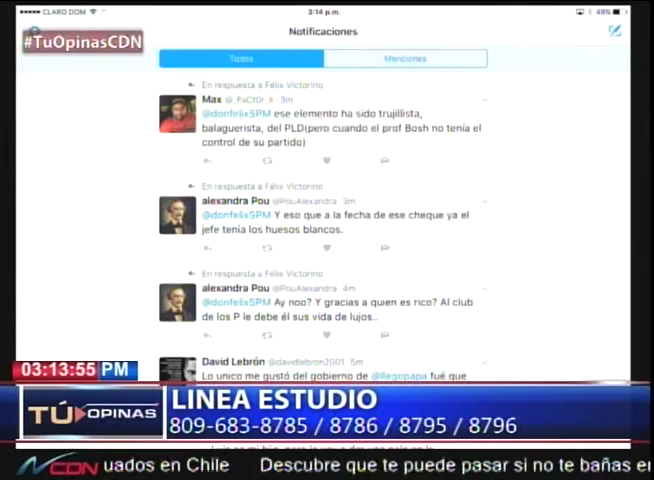 CLARO DOM
3:14 p.m.
48%
#TuOpinasCDN
Notificaciones
Todos
Menciones
En respuesta a Félix Victorino
Max @_FaCt0r_X · 3m
@donfelixSPM ese elemento ha sido trujillista,
balaguerista, del PLD(pero cuando el prof Bosh no tenía el
control de su partido)
En respuesta a Félix Victorino
alexandra Pou @PouAlexandra · 3m
@donfelixSPM Y eso que a la fecha de ese cheque ya el
jefe tenía los huesos blancos.
En respuesta a Félix Victorino
alexandra Pou @PouAlexandra · 4m
@donfelixSPM Ay noo? Y gracias a quien es rico? Al club
de los P le debe él sus vida de lujos..
David Lebrón @davidlebron2001 · 5m
Lo unico me gustó del gobierno de @llegopapa fué que
03:13:55 PM
TÚ OPINAS
LINEA ESTUDIO
809-683-8785 / 8786 / 8795 / 8796
CDN
uados en Chile Descubre que te puede pasar si no te bañas en